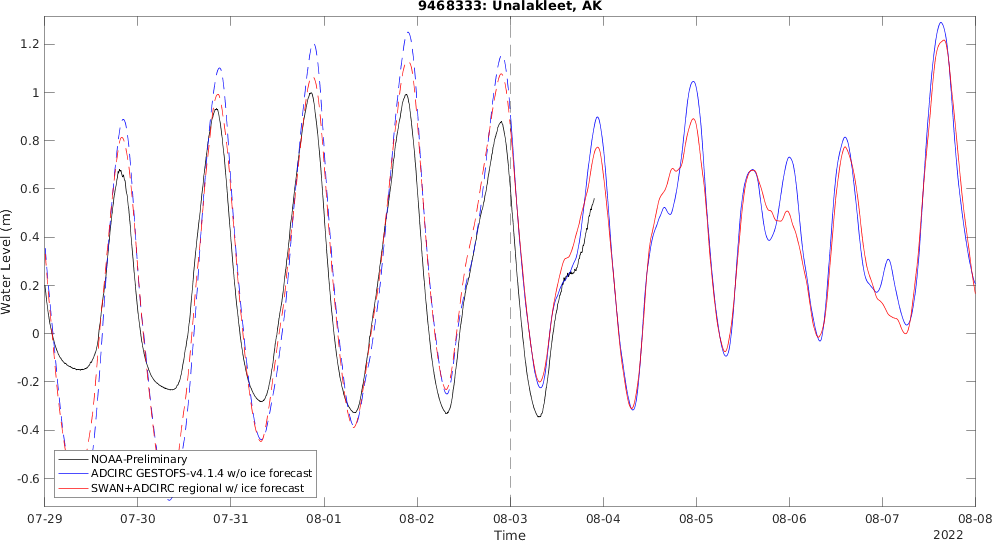 9468333: Unalakleet, AK
Water Level (m)
1.2
1
0.8
0.6
0.4
0.2
0
-0.2
-0.4
-0.6
NOAA-Preliminary
ADCIRC GESTOFS-v4.1.4 w/o ice forecast
SWAN+ADCIRC regional w/ ice forecast
07-29 07-30 07-31 08-01 08-02 08-03 08-04 08-05 08-06 08-07 08-08
Time
2022